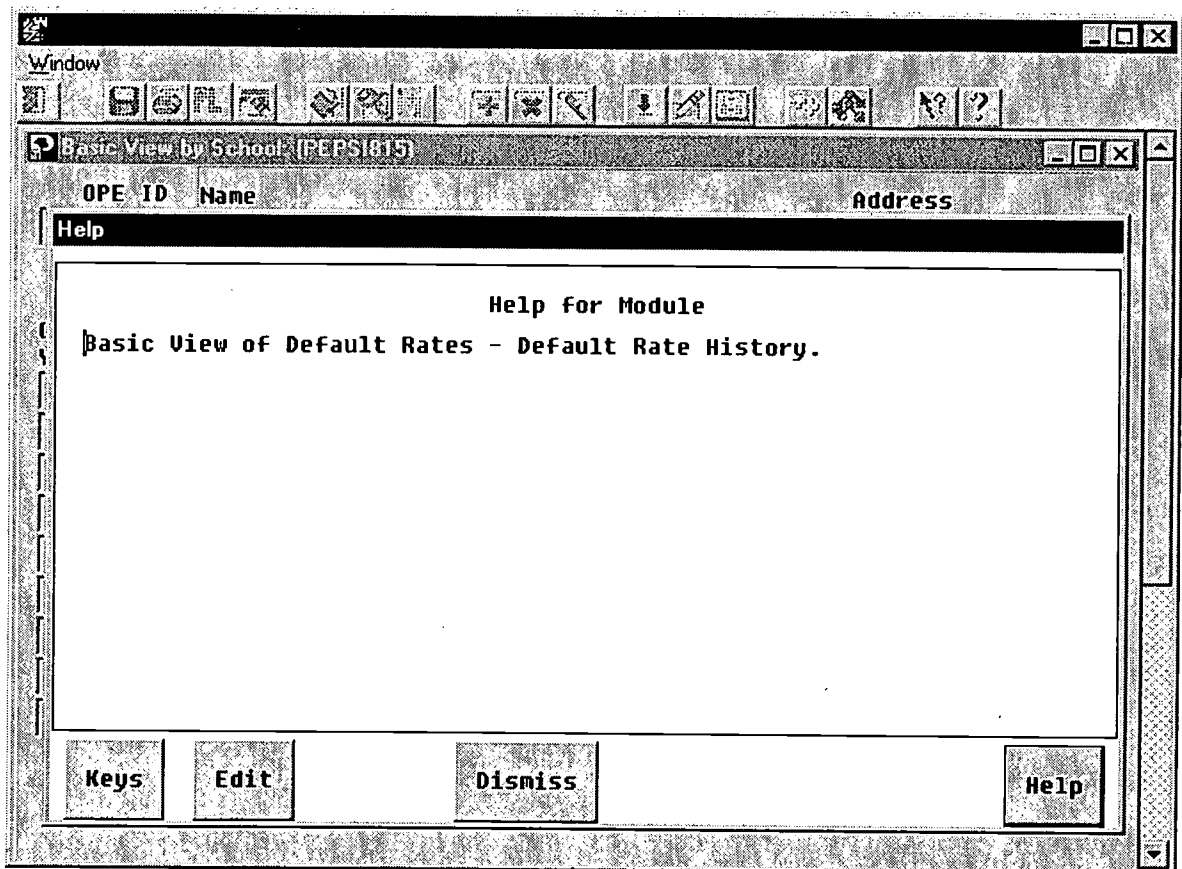 Window
Basic View by School: (PEPSI815)
OPE ID Name Address
Help
Help for Module
Basic View of Default Rates - Default Rate History.
Keys Edit Dismiss Help